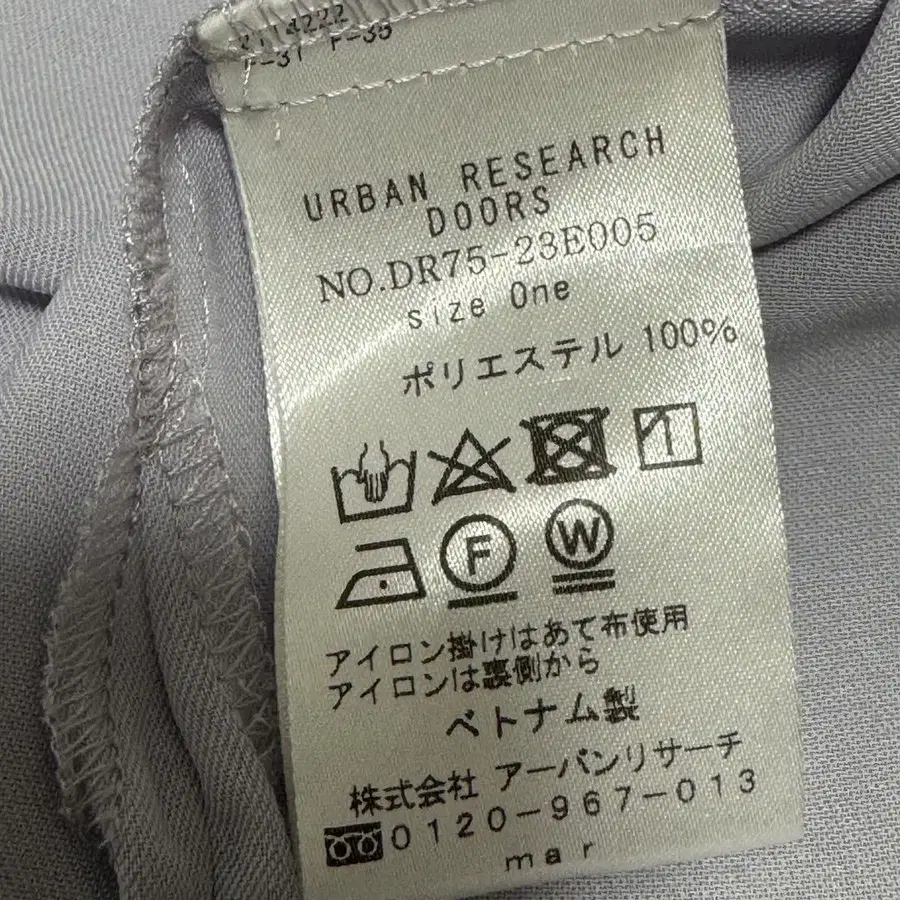 F-31 F-35
URBAN RESEARCH
DOORS
NO.DR75-23E005
size One
ポリエステル 100%
F
W
アイロン掛けはあて布使用
アイロンは裏側から
ベトナム製
株式会社 アーバンリサーチ
0120-967-013
mar